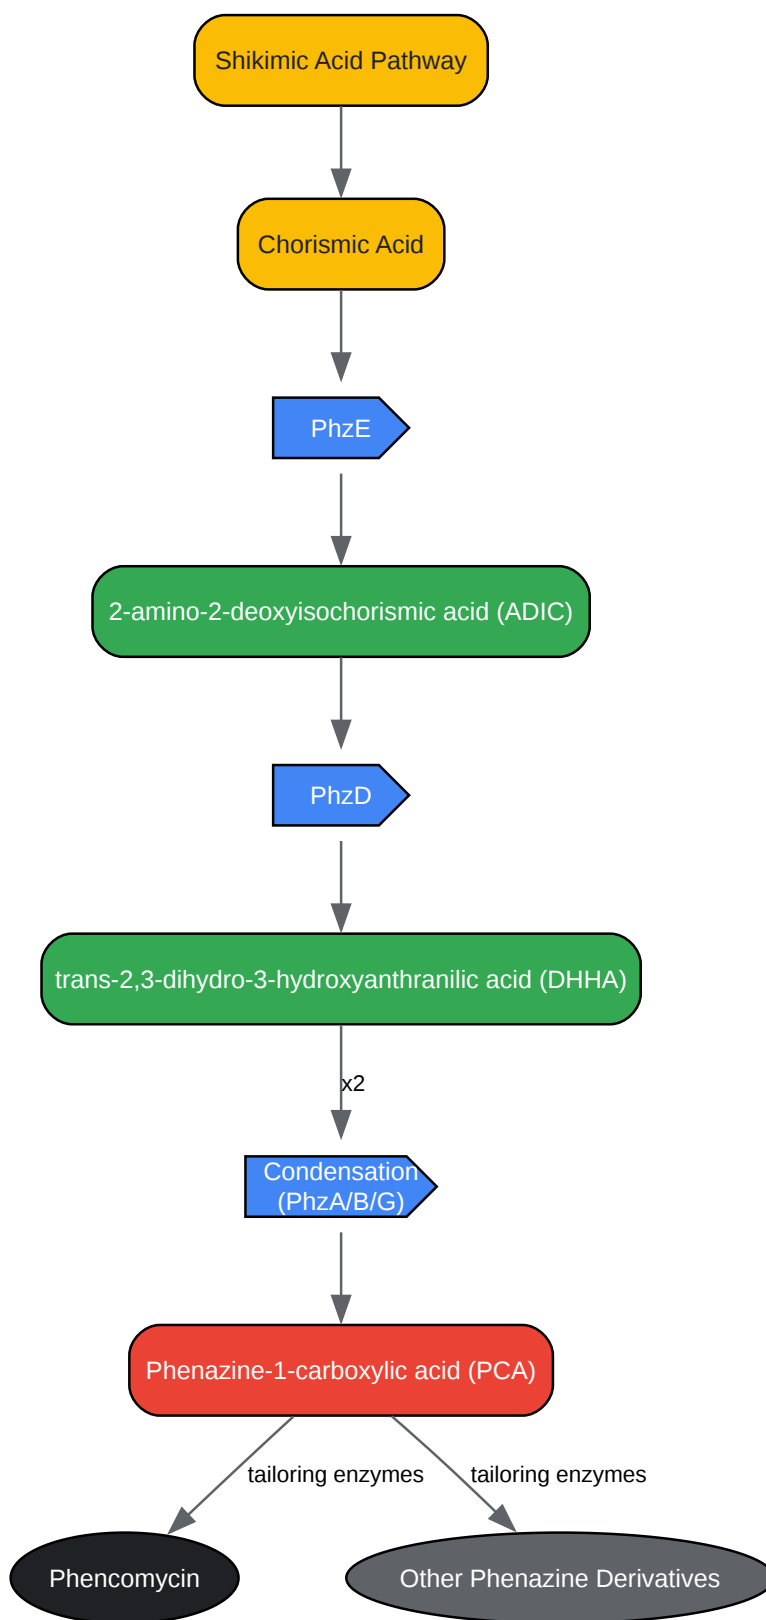 Shikimic Acid Pathway
Chorismic Acid
PhzE
2-amino-2-deoxyisochorismic acid (ADIC)
PhzD
trans-2,3-dihydro-3-hydroxyanthranilic acid (DHHA)
x2
Condensation
(PhzA/B/G)
Phenazine-1-carboxylic acid (PCA)
tailoring enzymes
tailoring enzymes
Phencomycin
Other Phenazine Derivatives